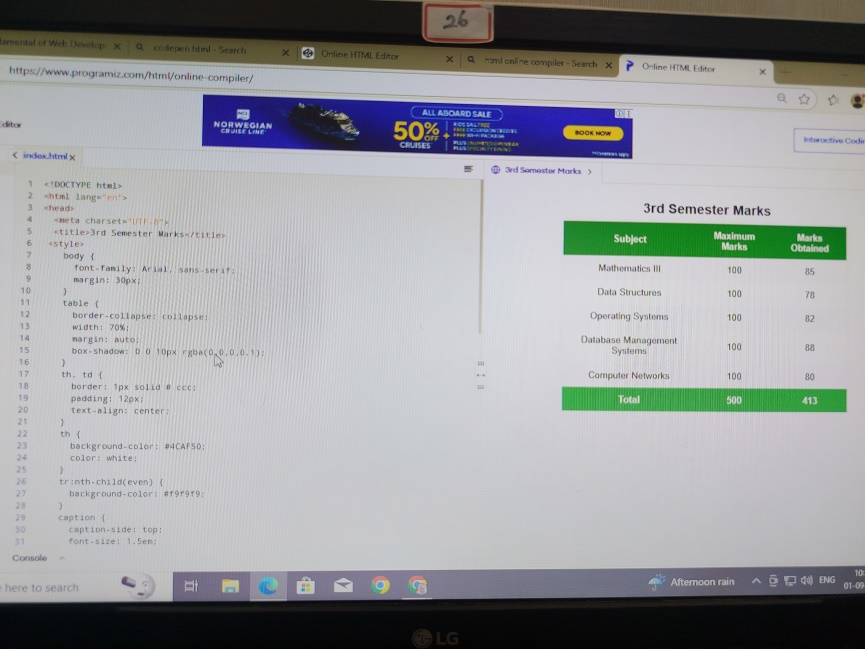 26
codepen html - Search
Online HTML Editor
html online compiler - Search
Online HTML Editor
https://www.programiz.com/html/online-compiler/
NCL
NORWEGIAN
CRUISE LINE
ALL ABOARD SALE
50% OFF
CRUISES
+
BOOK NOW
Interactive Codin
ditor
index.html
3rd Semester Marks
1 <!DOCTYPE html>
2 <html lang="en">
3 <head>
4 <meta charset="UTF-8">
5 <title>3rd Semester Marks</title>
6 <style>
7 body {
8 font-family: Arial, sans-serif;
9 margin: 30px;
10 }
11 table {
12 border-collapse: collapse;
13 width: 70%;
14 margin: auto;
15 box-shadow: 0 0 10px rgba(0,0,0,0.1);
16 }
17 th, td {
18 border: 1px solid # ccc;
19 padding: 12px;
20 text-align: center;
21 }
22 th {
23 background-color: #4CAF50;
24 color: white;
25 }
26 tr:nth-child(even) {
27 background-color: #f9f9f9;
28 }
29 caption {
30 caption-side: top;
31 font-size: 1.5em;
Console
3rd Semester Marks
Subject Maximum Marks Marks Obtained
Mathematics III 100 85
Data Structures 100 78
Operating Systems 100 82
Database Management Systems 100 88
Computer Networks 100 80
Total 500 413
here to search
Afternoon rain
ENG
10:
01-09-
LG